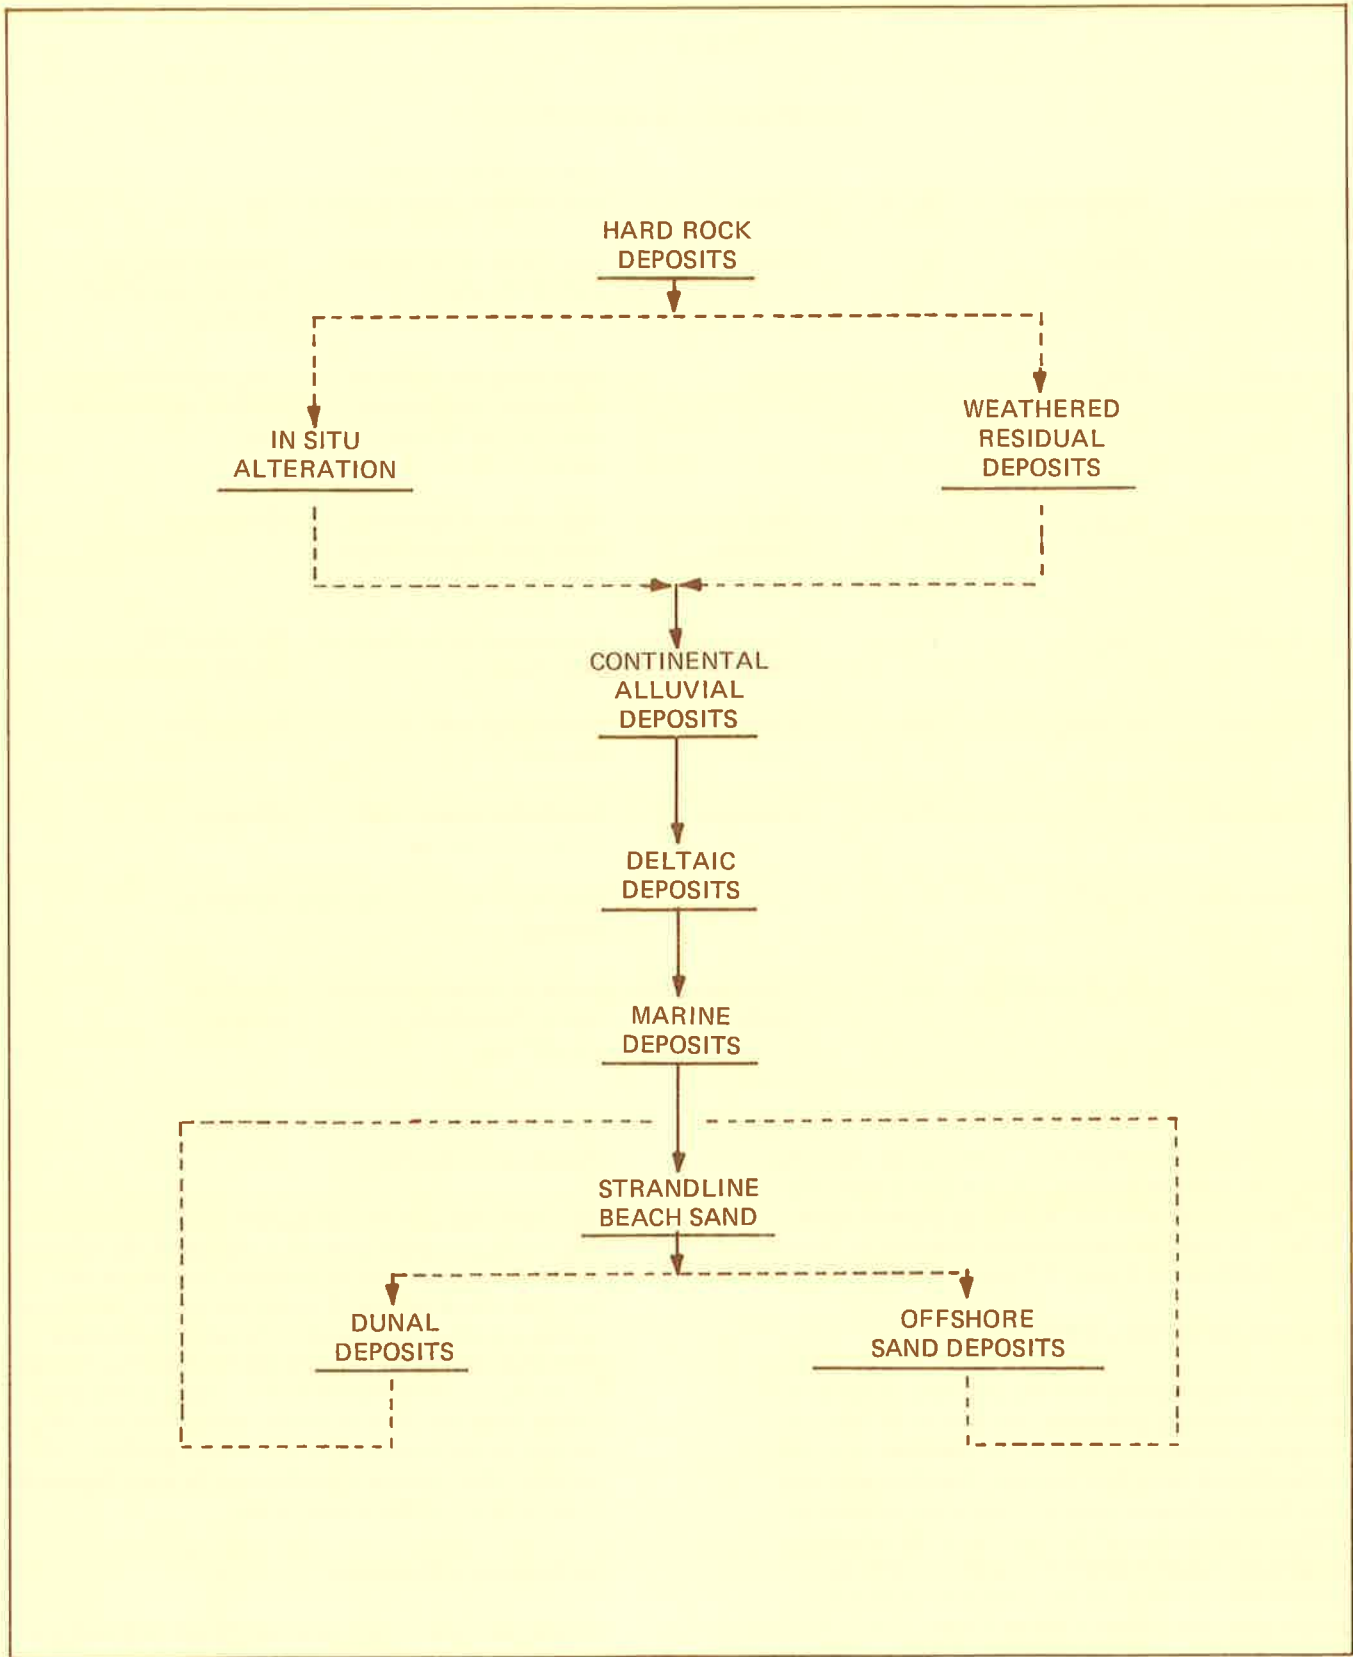 HARD ROCK
DEPOSITS
IN SITU
ALTERATION
WEATHERED
RESIDUAL
DEPOSITS
CONTINENTAL
ALLUVIAL
DEPOSITS
DELTAIC
DEPOSITS
MARINE
DEPOSITS
STRANDLINE
BEACH SAND
DUNAL
DEPOSITS
OFFSHORE
SAND DEPOSITS